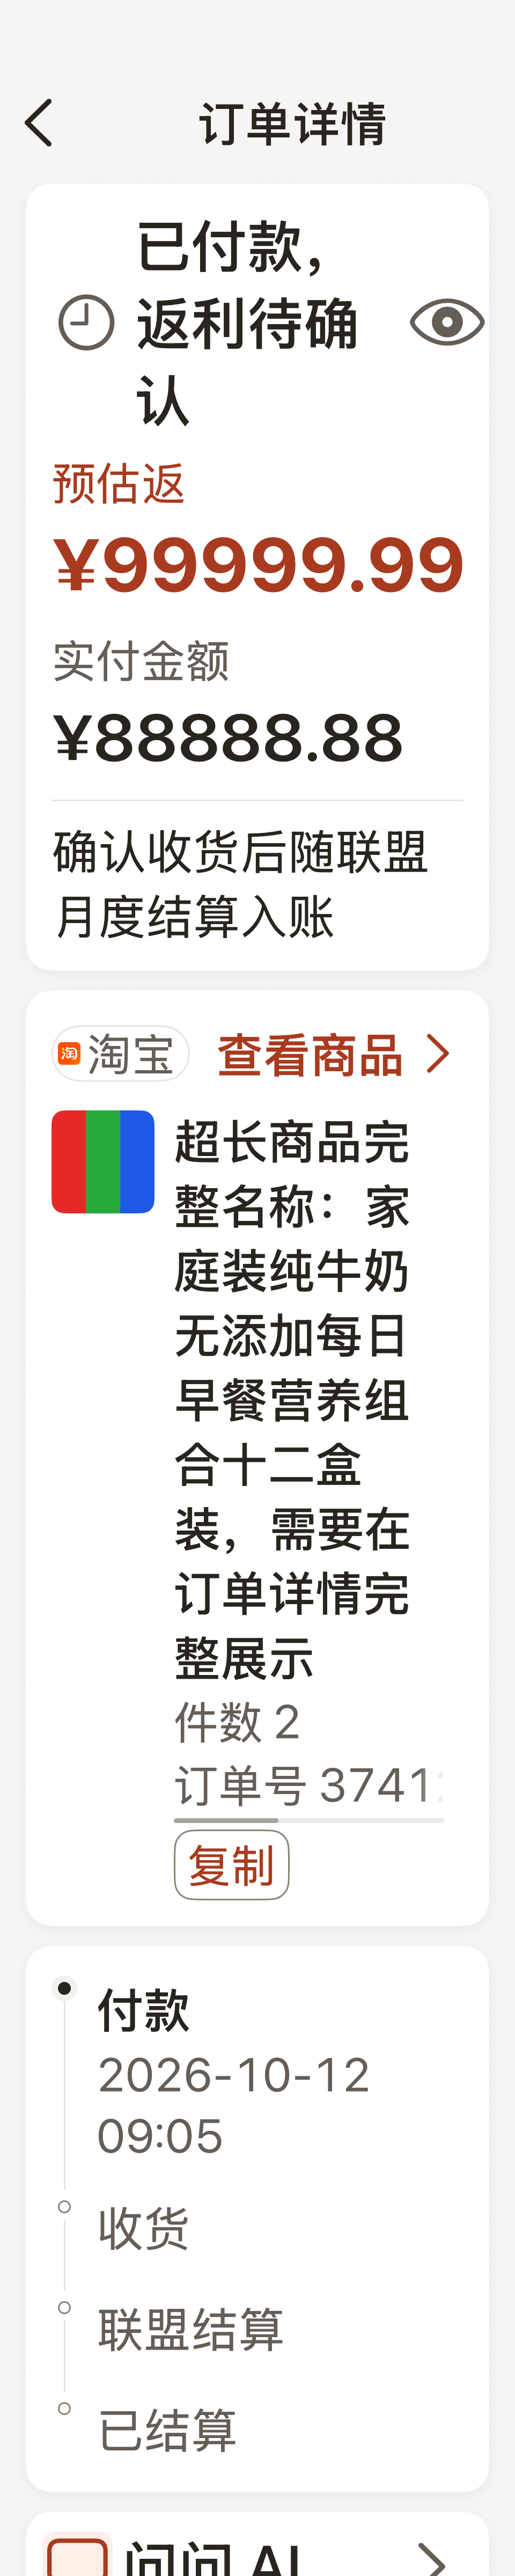 订单详情
已付款，
返利待确
认
预估返
¥99999.99
实付金额
¥88888.88
确认收货后随联盟
月度结算入账
淘 淘宝 查看商品
超长商品完
整名称：家
庭装纯牛奶
无添加每日
早餐营养组
合十二盒
装，需要在
订单详情完
整展示
件数 2
订单号 37412
复制
付款
2026-10-12
09:05
收货
联盟结算
已结算
问问 AI